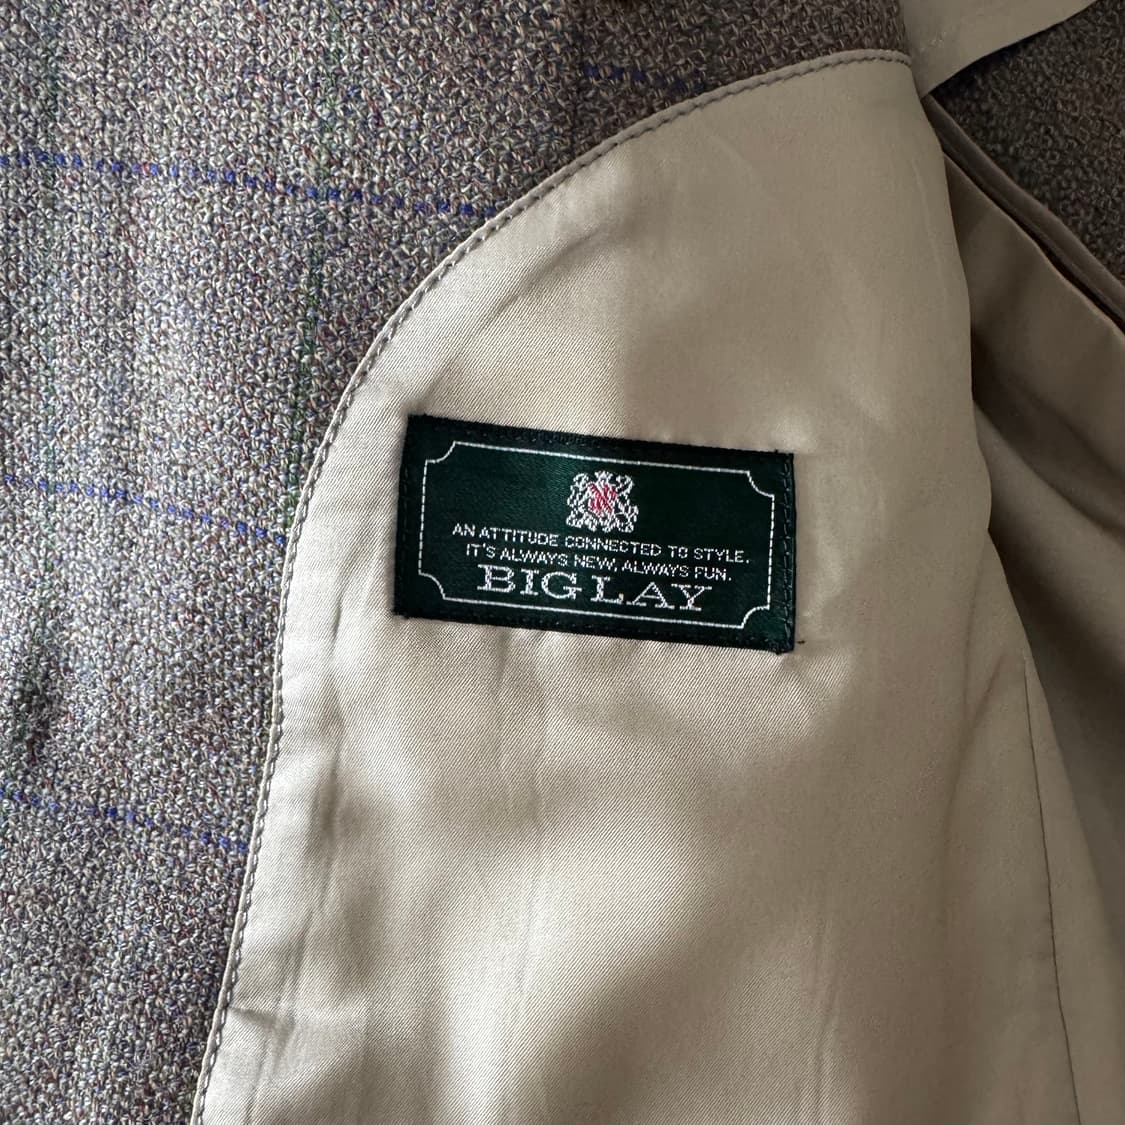 AN ATTITUDE CONNECTED TO STYLE.
IT'S ALWAYS NEW, ALWAYS FUN.
BIG LAY